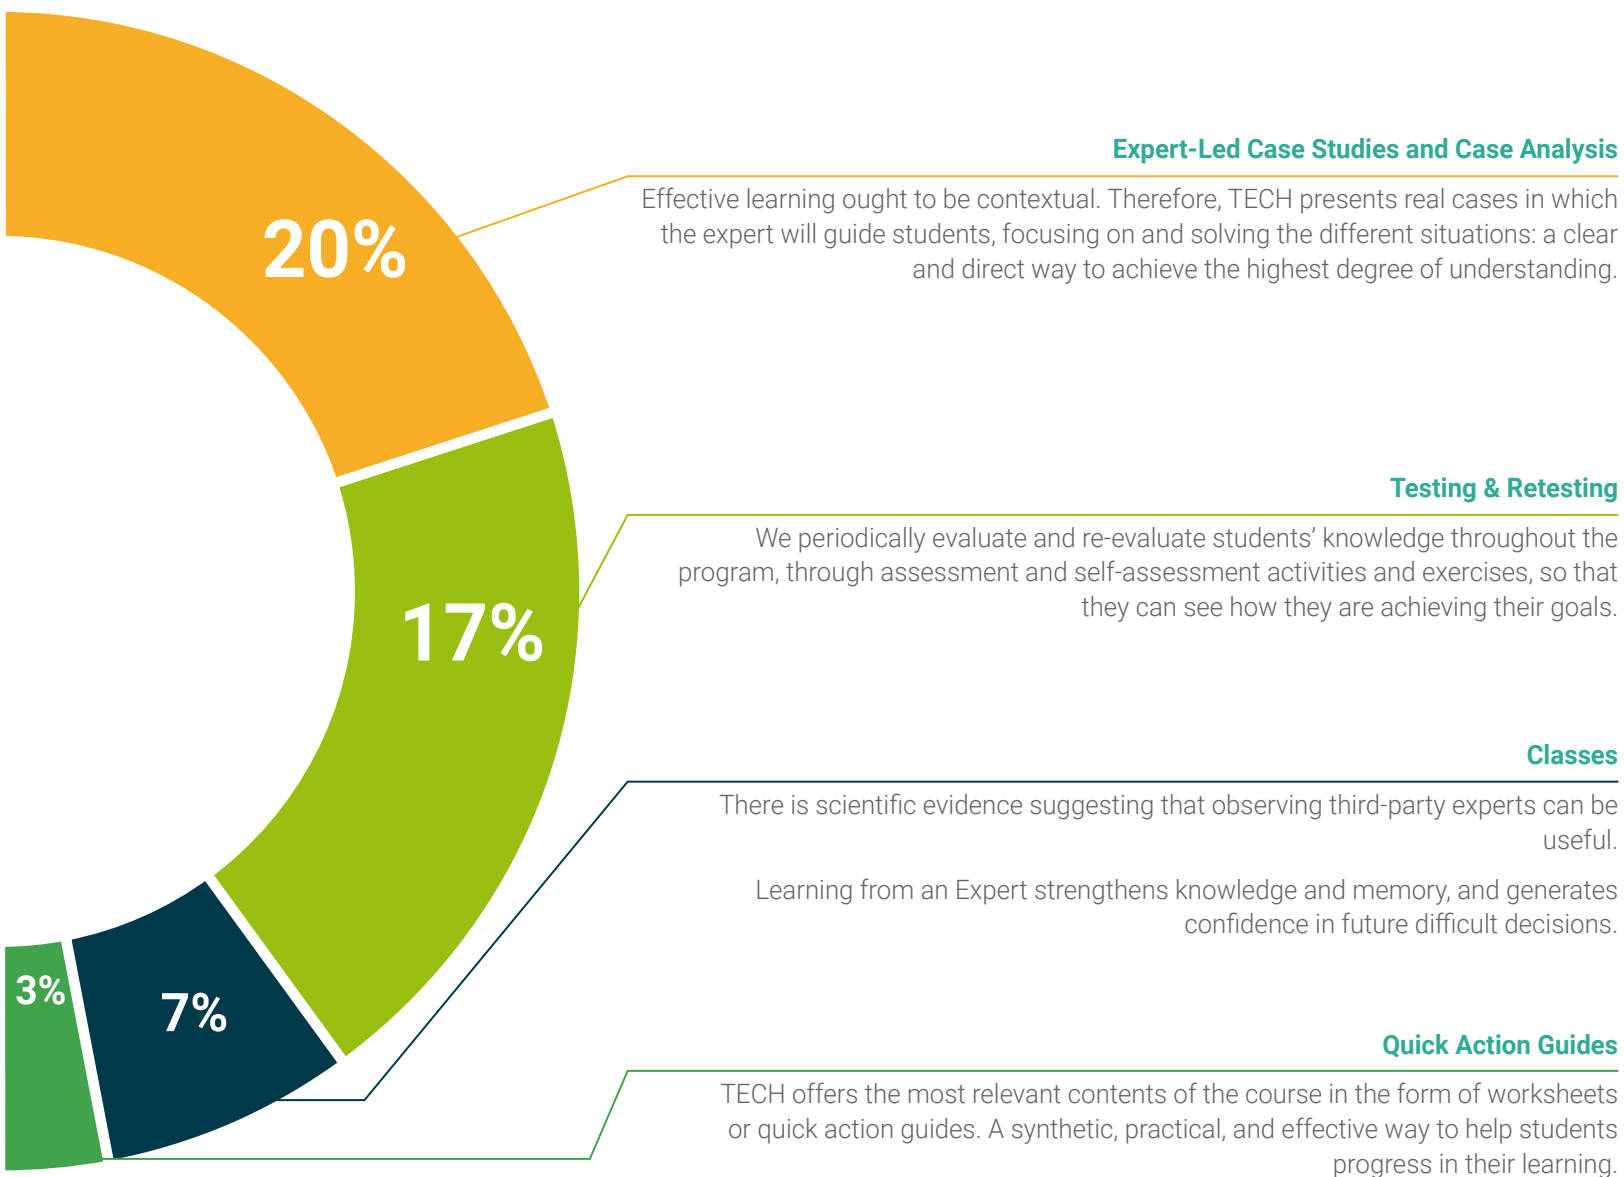 Expert-Led Case Studies and Case Analysis
Effective learning ought to be contextual. Therefore, TECH presents real cases in which
the expert will guide students, focusing on and solving the different situations: a clear
and direct way to achieve the highest degree of understanding.
20%
Testing & Retesting
We periodically evaluate and re-evaluate students’ knowledge throughout the
program, through assessment and self-assessment activities and exercises, so that
they can see how they are achieving their goals.
17%
Classes
There is scientific evidence suggesting that observing third-party experts can be
useful.
Learning from an Expert strengthens knowledge and memory, and generates
confidence in future difficult decisions.
3%
7%
Quick Action Guides
TECH offers the most relevant contents of the course in the form of worksheets
or quick action guides. A synthetic, practical, and effective way to help students
progress in their learning.